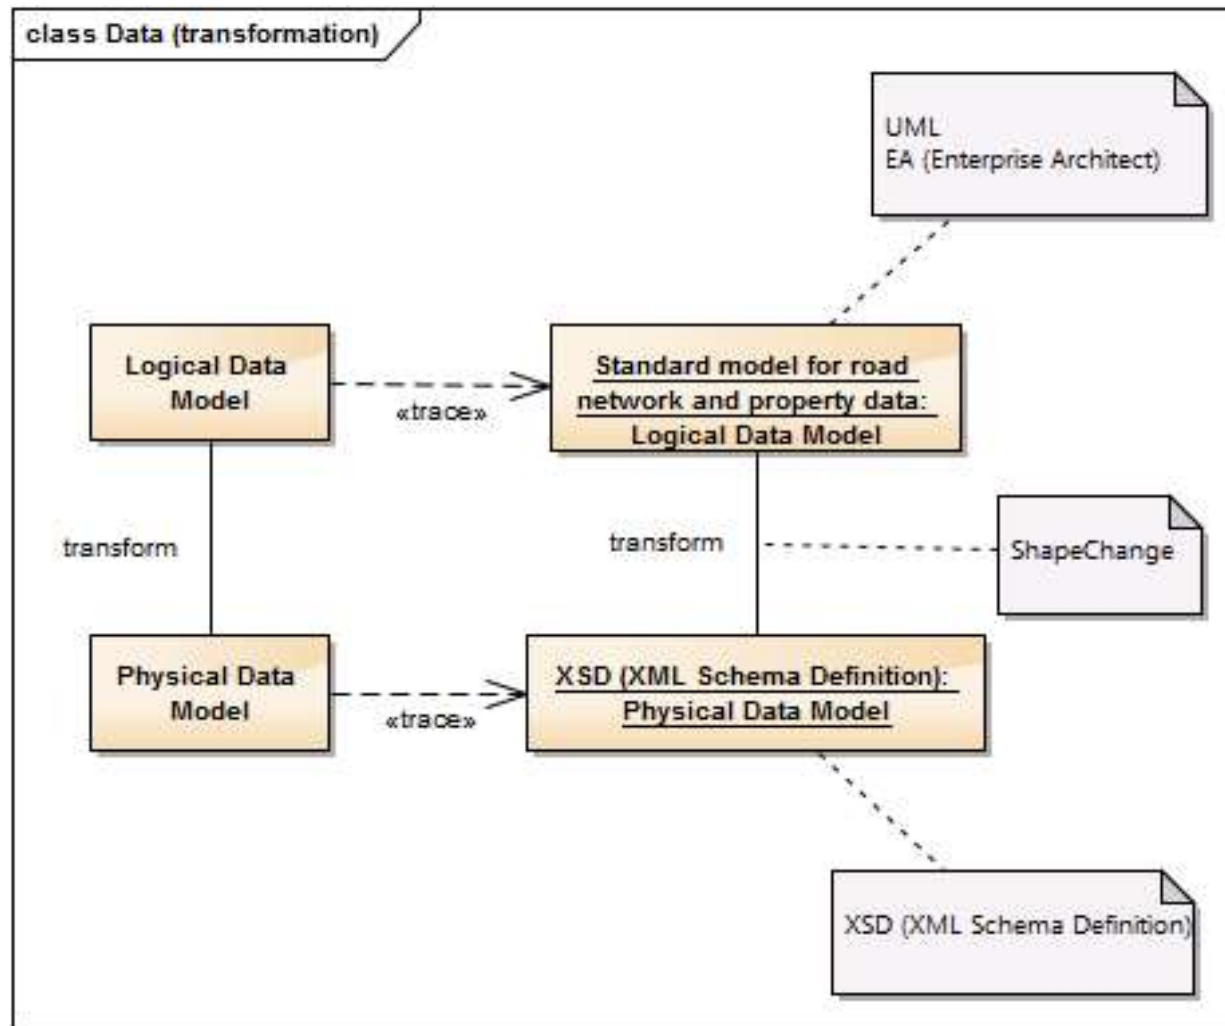 class Data (transformation)
UML
EA (Enterprise Architect)
Logical Data
Model
«trace»
Standard model for road
network and property data:
Logical Data Model
transform
transform
ShapeChange
Physical Data
Model
«trace»
XSD (XML Schema Definition):
Physical Data Model
XSD (XML Schema Definition)